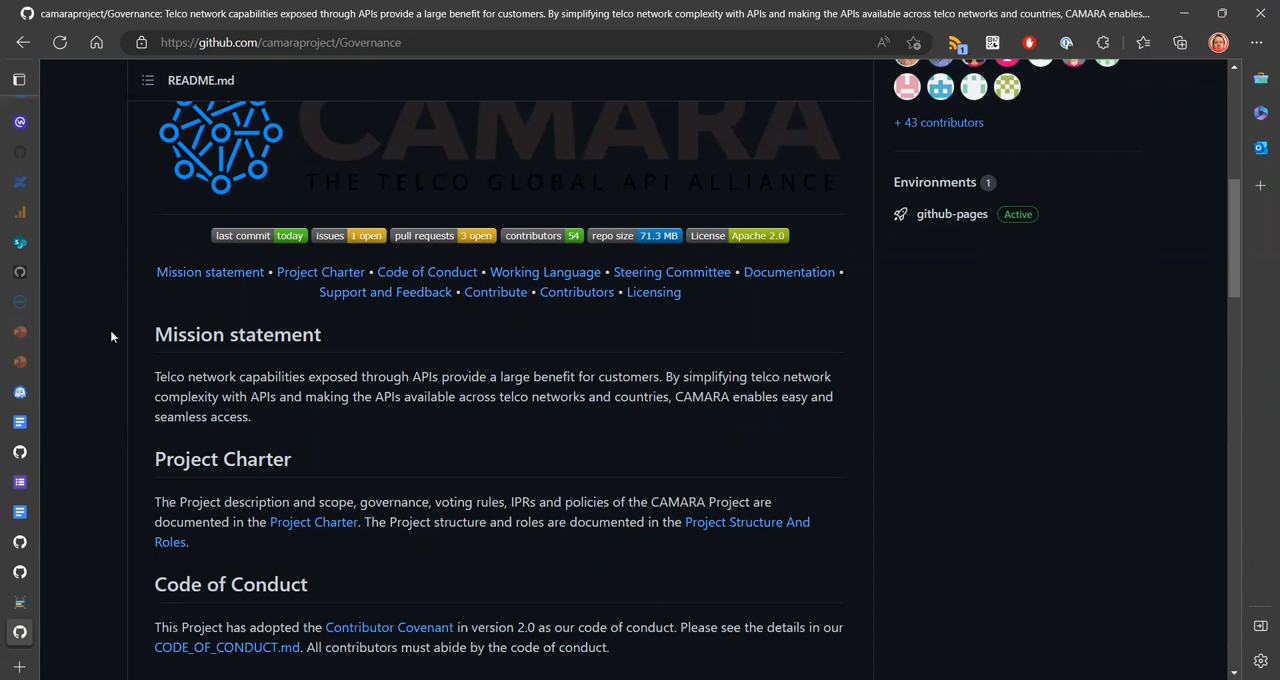 camaraproject/Governance: Telco network capabilities exposed through APIs provide a large benefit for customers. By simplifying telco network complexity with APIs and making the APIs available across telco networks and countries, CAMARA enables...
https://github.com/camaraproject/Governance
README.md
CAMARA
THE TELCO GLOBAL API ALLIANCE
+ 43 contributors
Environments 1
github-pages Active
last commit today issues 1 open pull requests 3 open contributors 54 repo size 71.3 MB License Apache 2.0
Mission statement • Project Charter • Code of Conduct • Working Language • Steering Committee • Documentation •
Support and Feedback • Contribute • Contributors • Licensing
Mission statement
Telco network capabilities exposed through APIs provide a large benefit for customers. By simplifying telco network
complexity with APIs and making the APIs available across telco networks and countries, CAMARA enables easy and
seamless access.
Project Charter
The Project description and scope, governance, voting rules, IPRs and policies of the CAMARA Project are
documented in the Project Charter. The Project structure and roles are documented in the Project Structure And
Roles.
Code of Conduct
This Project has adopted the Contributor Covenant in version 2.0 as our code of conduct. Please see the details in our
CODE_OF_CONDUCT.md. All contributors must abide by the code of conduct.